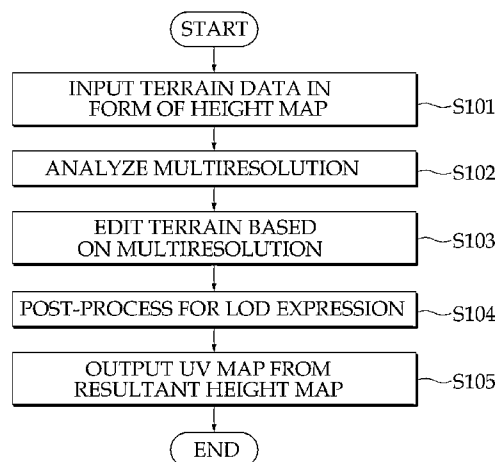 START
INPUT TERRAIN DATA IN
FORM OF HEIGHT MAP
S101
ANALYZE MULTIRESOLUTION
S102
EDIT TERRAIN BASED
ON MULTIRESOLUTION
S103
POST-PROCESS FOR LOD EXPRESSION
S104
OUTPUT UV MAP FROM
RESULTANT HEIGHT MAP
S105
END